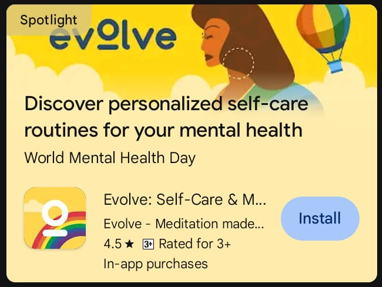 Spotlight
evolve
Discover personalized self-care
routines for your mental health
World Mental Health Day
Evolve: Self-Care & M...
Evolve - Meditation made...
Install
4.5★ 3+ Rated for 3+
In-app purchases